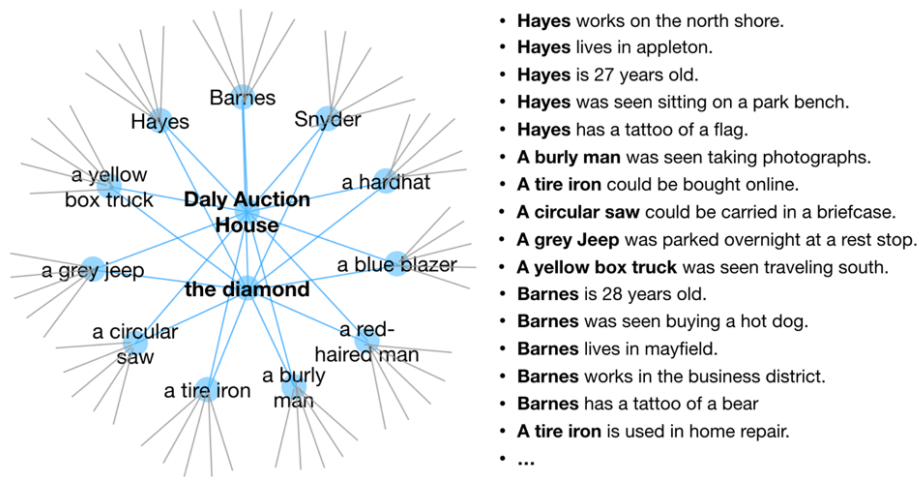 Barnes
Hayes
Snyder
a yellow
box truck
a hardhat
Daly Auction
House
a grey jeep
a blue blazer
the diamond
a circular
saw
a red-
haired man
a tire iron
a burly
man
• Hayes works on the north shore.
• Hayes lives in appleton.
• Hayes is 27 years old.
• Hayes was seen sitting on a park bench.
• Hayes has a tattoo of a flag.
• A burly man was seen taking photographs.
• A tire iron could be bought online.
• A circular saw could be carried in a briefcase.
• A grey Jeep was parked overnight at a rest stop.
• A yellow box truck was seen traveling south.
• Barnes is 28 years old.
• Barnes was seen buying a hot dog.
• Barnes lives in mayfield.
• Barnes works in the business district.
• Barnes has a tattoo of a bear
• A tire iron is used in home repair.
• ...